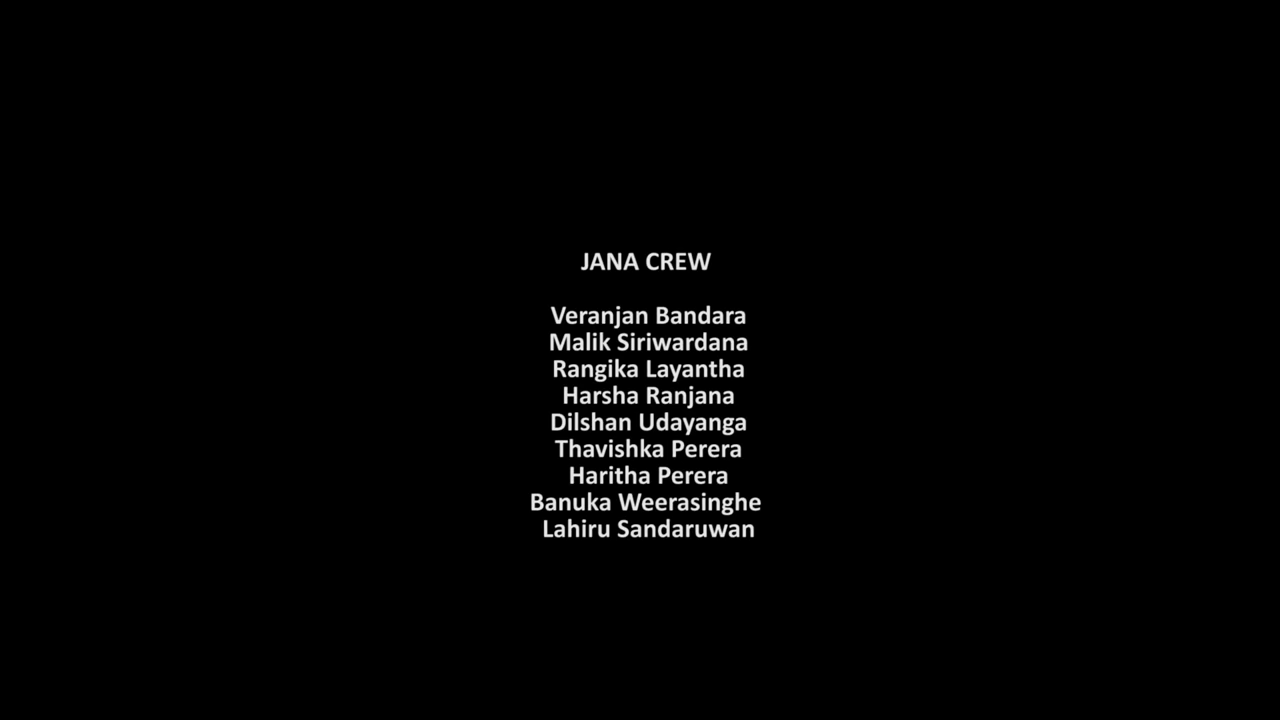 JANA CREW
Veranjan Bandara
Malik Siriwardana
Rangika Layantha
Harsha Ranjana
Dilshan Udayanga
Thavishka Perera
Haritha Perera
Banuka Weerasinghe
Lahiru Sandaruwan